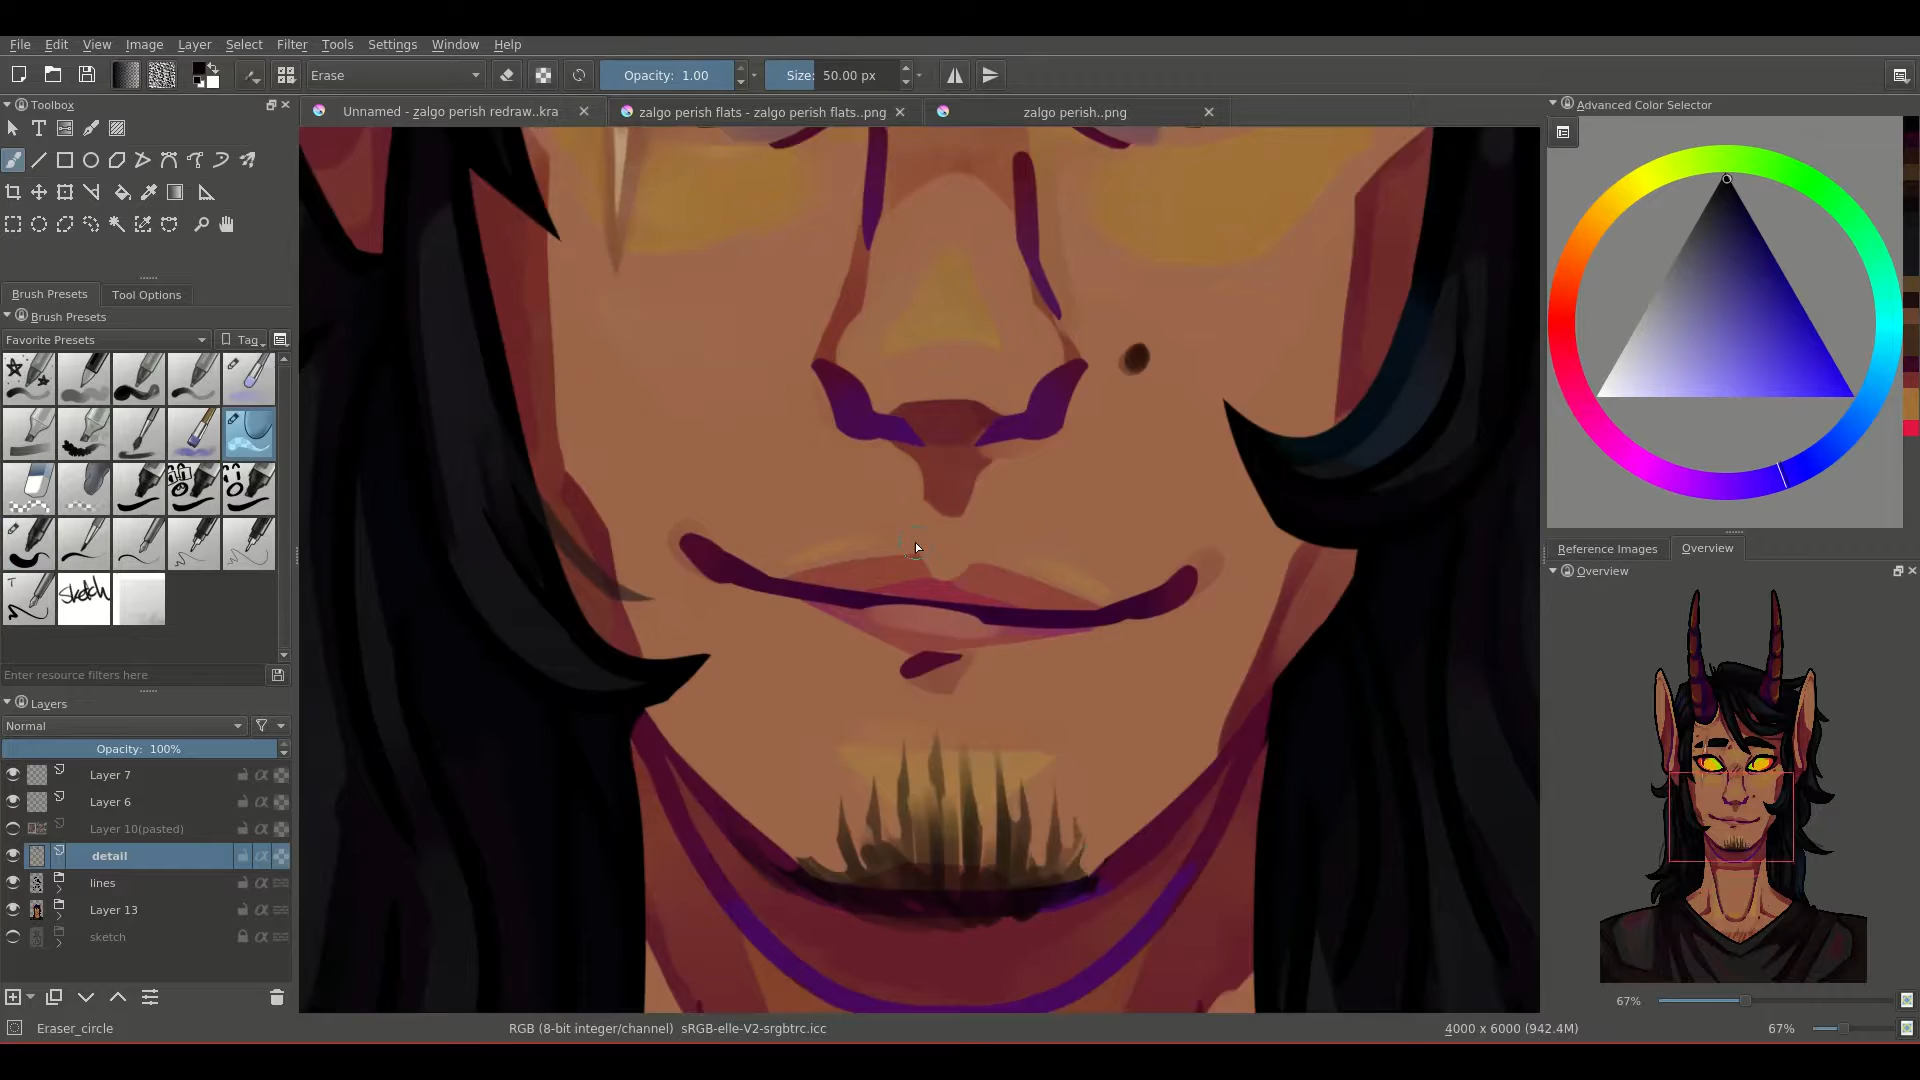 File Edit View Image Layer Select Filter Tools Settings Window Help
Erase Opacity: 1.00 Size: 50.00 px
Toolbox
Unnamed - zalgo perish redraw..kra
zalgo perish flats - zalgo perish flats..png
zalgo perish..png
Advanced Color Selector
Brush Presets Tool Options
Brush Presets
Favorite Presets Tag
T
Sketch
Enter resource filters here
Layers
Normal
Opacity: 100%
Layer 7
Layer 6
Layer 10(pasted)
detail
lines
Layer 13
sketch
Reference Images Overview
Overview
67%
Eraser_circle
RGB (8-bit integer/channel) sRGB-elle-V2-srgbtrc.icc
4000 x 6000 (942.4M)
67%